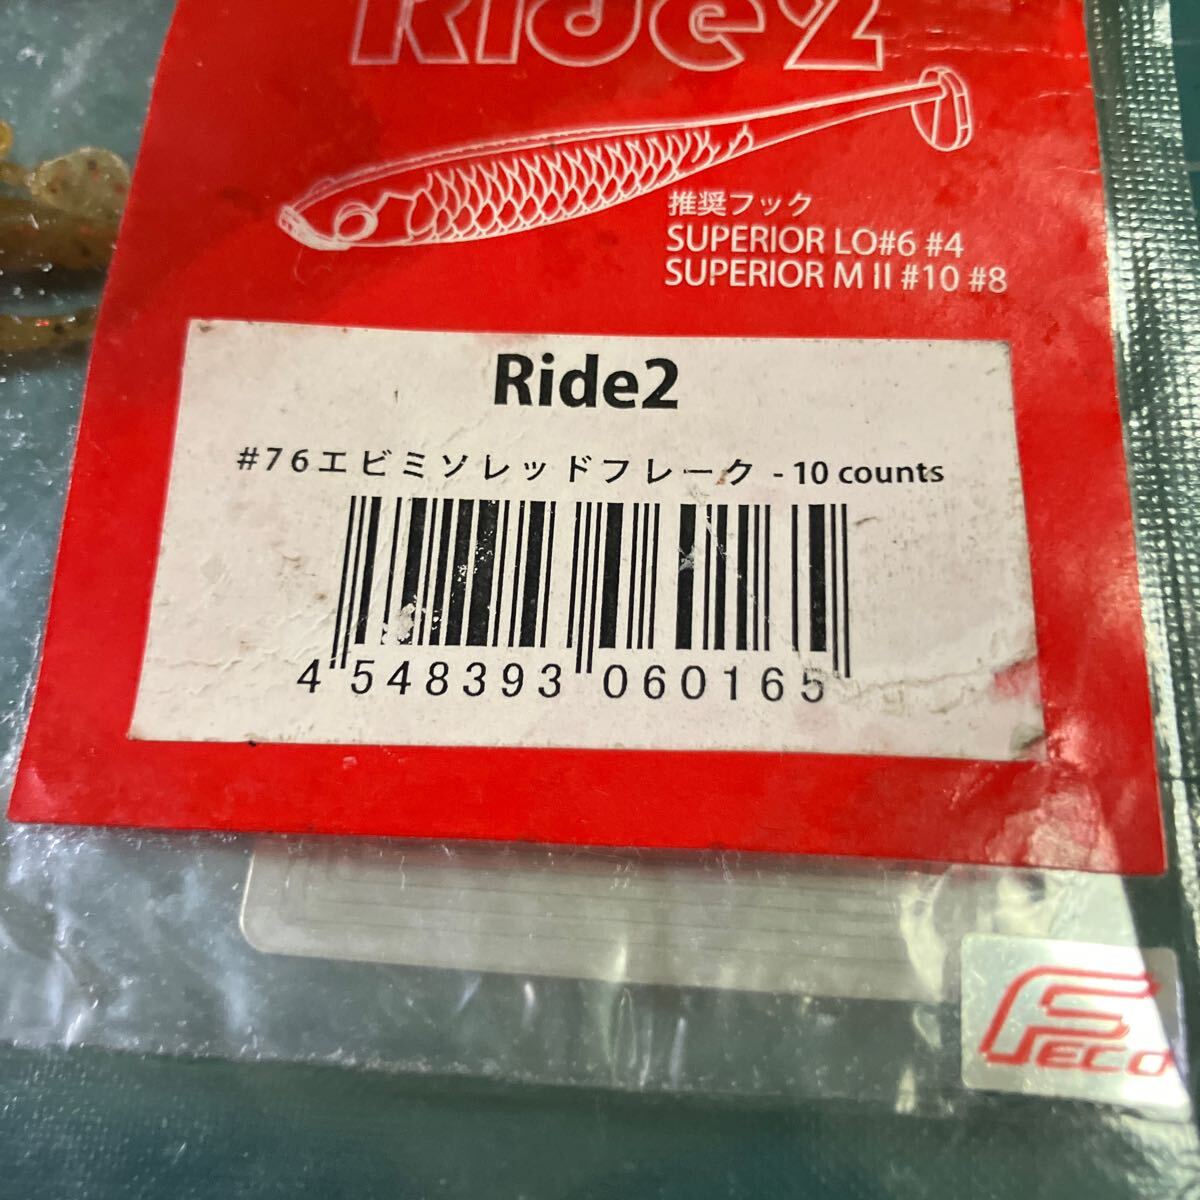 Ride2
推奨フック
SUPERIOR LO#6 #4
SUPERIOR M II #10 #8
Ride2
#76エビミソレッドフレーク - 10 counts
4 548393 060165
FECO